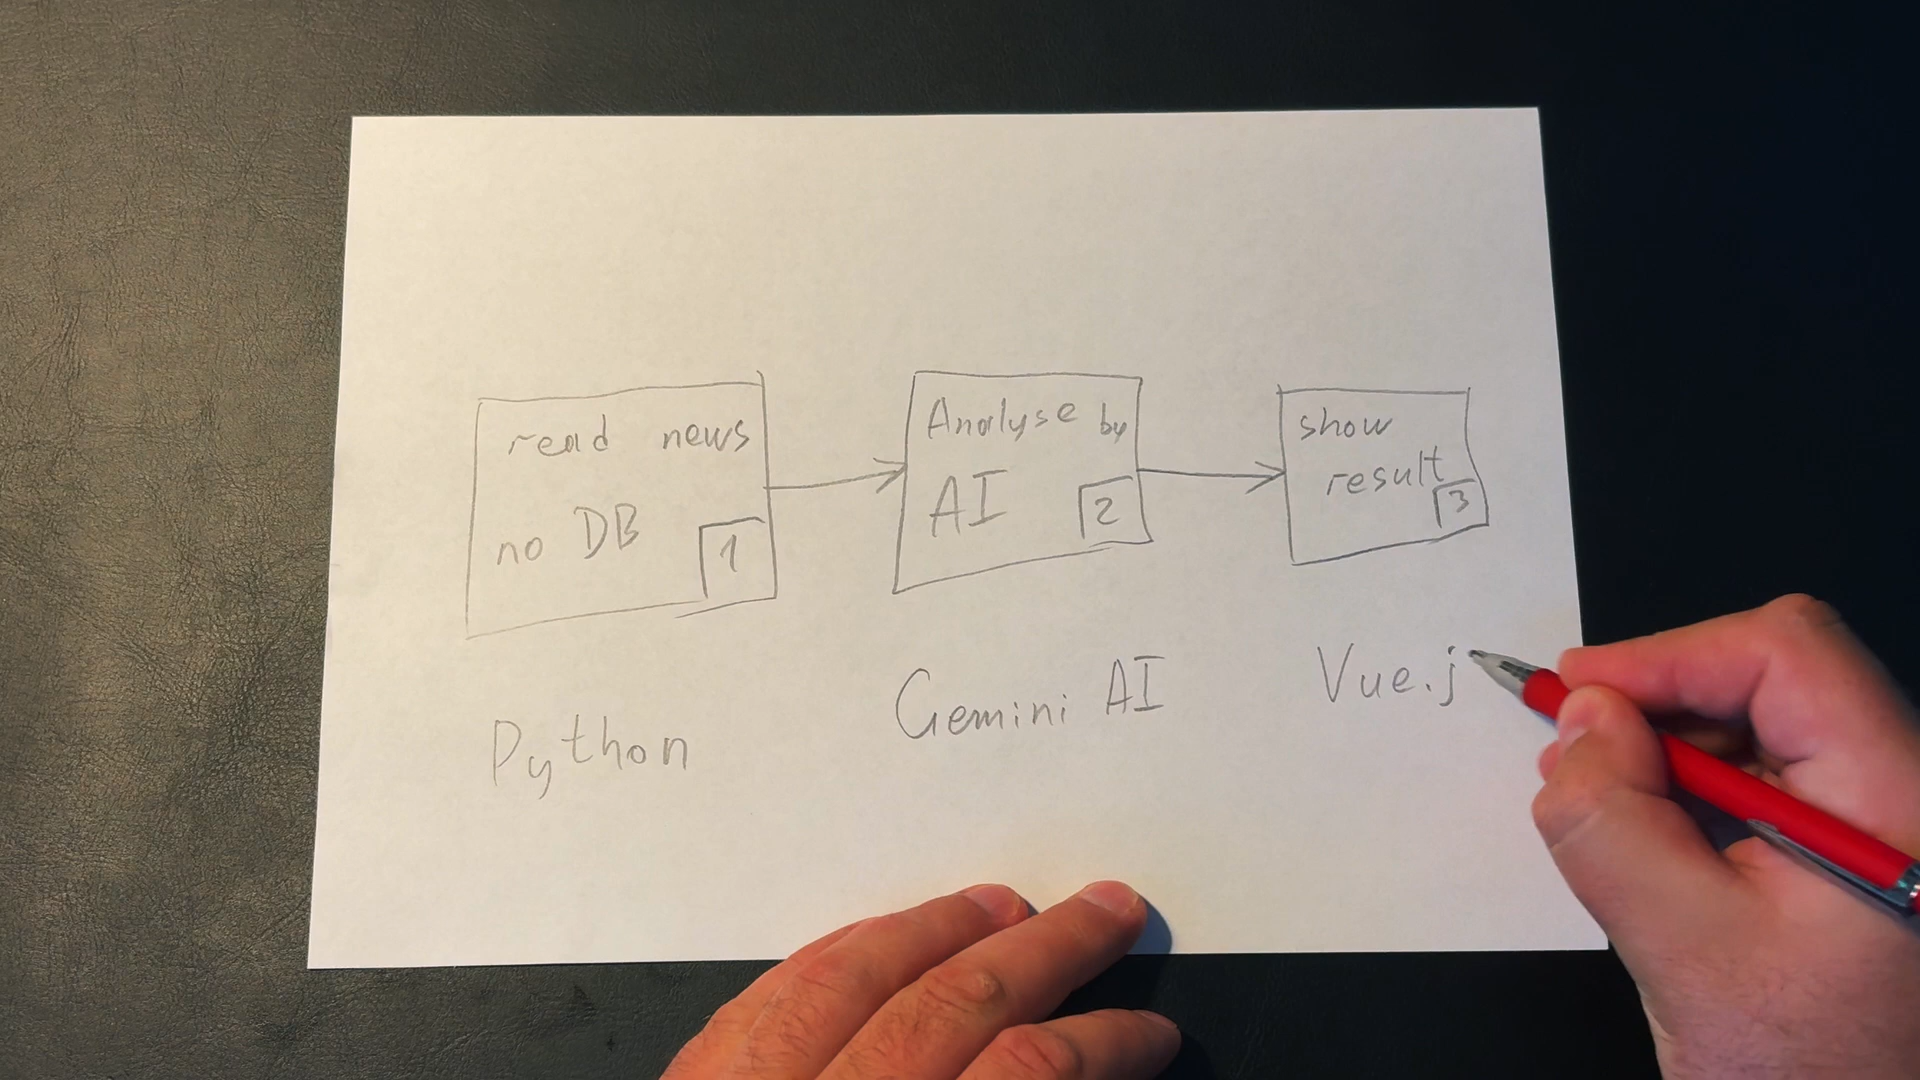 read news
no DB
1
Analyse by
AI
2
show
result
3
Python
Gemini AI
Vue.j